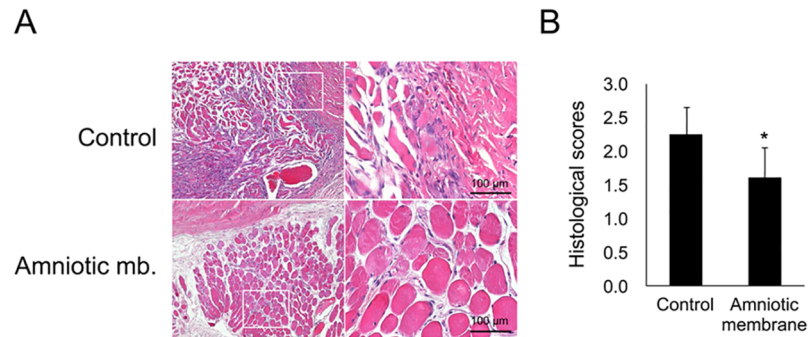 A
Control
100 μm
Amniotic mb.
100 μm
B
Histological scores
3.0
2.5
2.0
1.5
1.0
0.5
0.0
*
Control
Amniotic
membrane